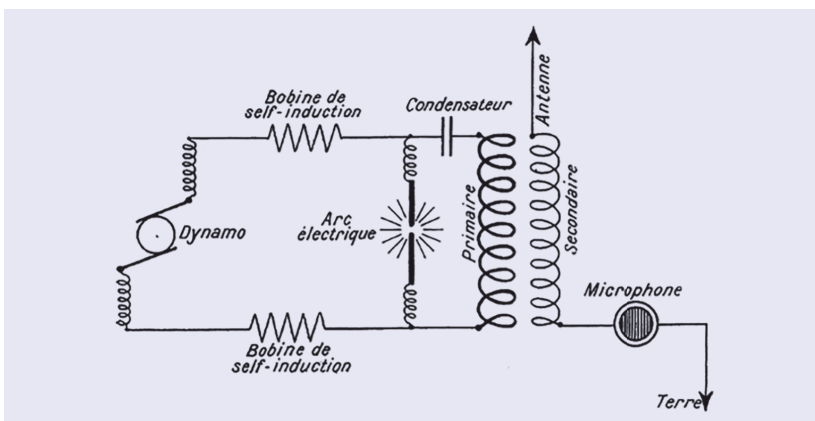 Bobine de
self-induction
Condensateur
Antenne
Dynamo
Arc
électrique
Primaire
Secondaire
Microphone
Bobine de
self-induction
Terre